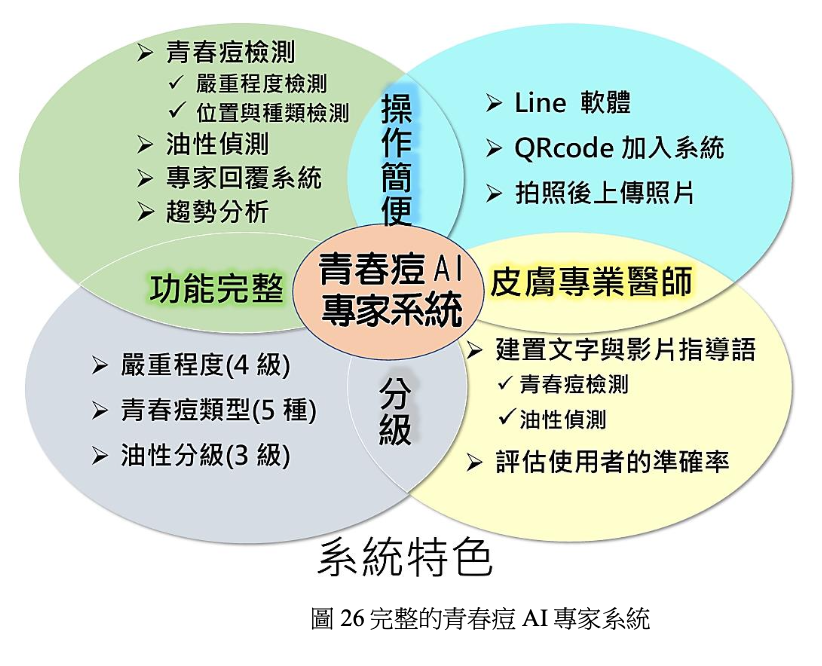 青春痘檢測
嚴重程度檢測
位置與種類檢測
油性偵測
專家回覆系統
趨勢分析
操作簡便
Line 軟體
QRcode 加入系統
拍照後上傳照片
功能完整
青春痘 AI
專家系統
皮膚專業醫師
嚴重程度(4 級)
青春痘類型(5 種)
油性分級(3 級)
分級
建置文字與影片指導語
青春痘檢測
油性偵測
評估使用者的準確率
系統特色
圖 26 完整的青春痘 AI 專家系統